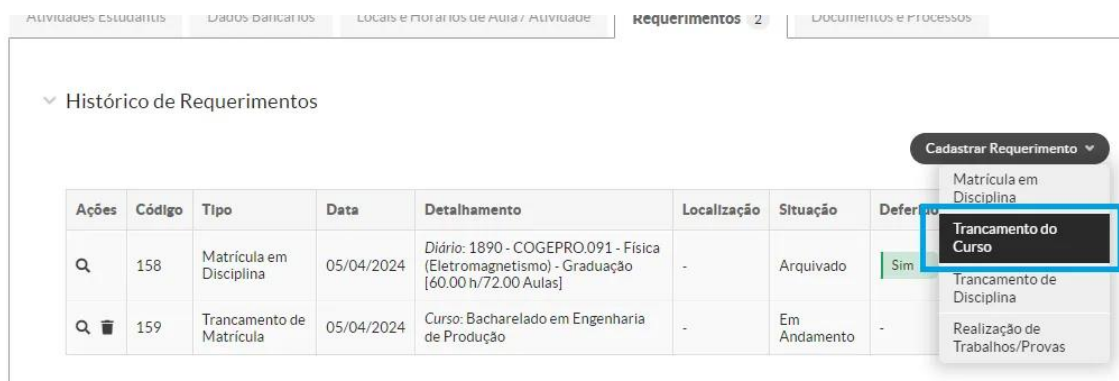 Atividades Estudantis Dados Bancários Locais e Horários de Aula / Atividade Requerimentos 2 Documentos e Processos
Histórico de Requerimentos
Cadastrar Requerimento
Matrícula em
Disciplina
Trancamento do
Curso
Trancamento de
Disciplina
Realização de
Trabalhos/Provas
Ações Código Tipo Data Detalhamento Localização Situação
158 Matrícula em
Disciplina
05/04/2024
Diário: 1890 - COGEPRO.091 - Física
(Eletromagnetismo) - Graduação
[60.00 h/72.00 Aulas]
-
Arquivado
Sim
159 Trancamento de
Matrícula
05/04/2024
Curso: Bacharelado em Engenharia
de Produção
-
Em
Andamento
-